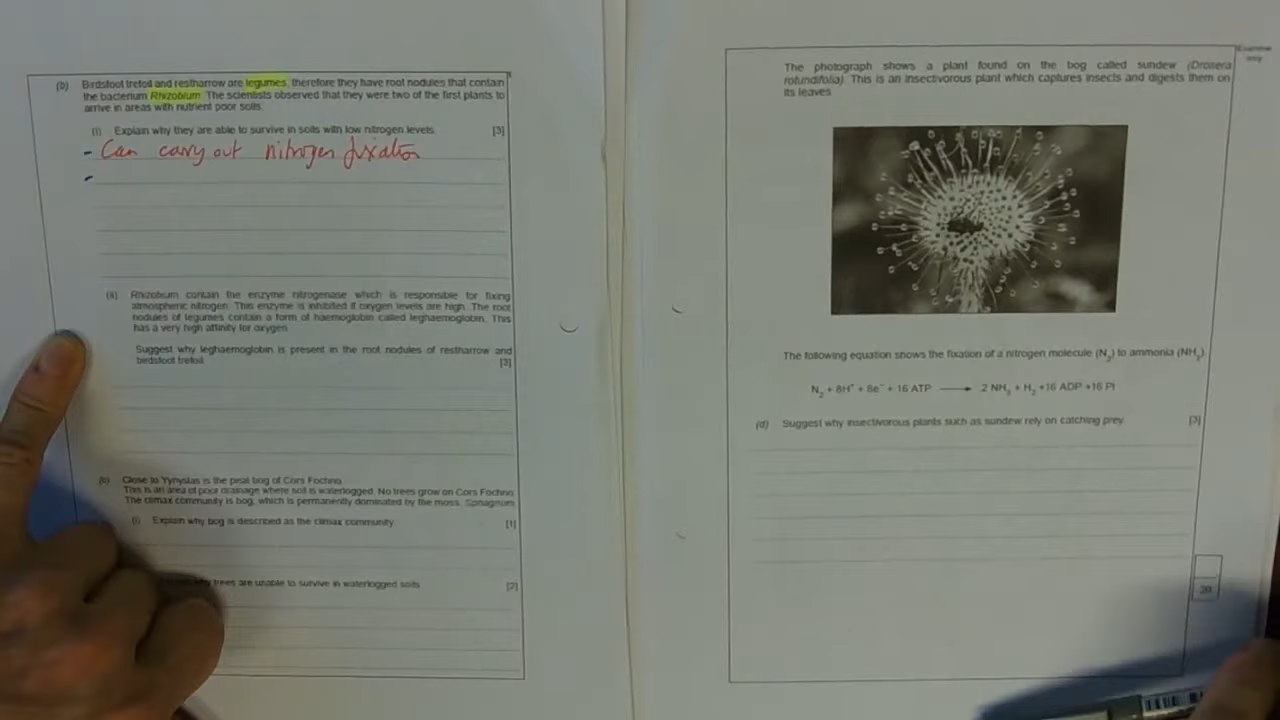 (b) Birdsfoot trefoil and restharrow are legumes, therefore they have root nodules that contain
the bacterium Rhizobium. The scientists observed that they were two of the first plants to
arrive in areas with nutrient poor soils.
(i) Explain why they are able to survive in soils with low nitrogen levels. [3]
- Can carry out nitrogen fixation
-
(ii) Rhizobium contain the enzyme nitrogenase which is responsible for fixing
atmospheric nitrogen. This enzyme is inhibited if oxygen levels are high. The root
nodules of legumes contain a form of haemoglobin called leghaemoglobin. This
has a very high affinity for oxygen.
Suggest why leghaemoglobin is present in the root nodules of restharrow and
birdsfoot trefoil. [3]
(c) Close to Ynyslas is the peat bog of Cors Fochno.
This is an area of poor drainage where soil is waterlogged. No trees grow on Cors Fochno.
The climax community is bog, which is permanently dominated by the moss, Sphagnum.
(i) Explain why bog is described as the climax community. [1]
why trees are unable to survive in waterlogged soils. [2]
Examiner
only
The photograph shows a plant found on the bog called sundew (Drosera
rotundifolia). This is an insectivorous plant which captures insects and digests them on
its leaves.
The following equation shows the fixation of a nitrogen molecule (N₂) to ammonia (NH₃).
N₂ + 8H⁺ + 8e⁻ + 16 ATP ⟶ 2 NH₃ + H₂ +16 ADP +16 Pi
(d) Suggest why insectivorous plants such as sundew rely on catching prey. [3]
20